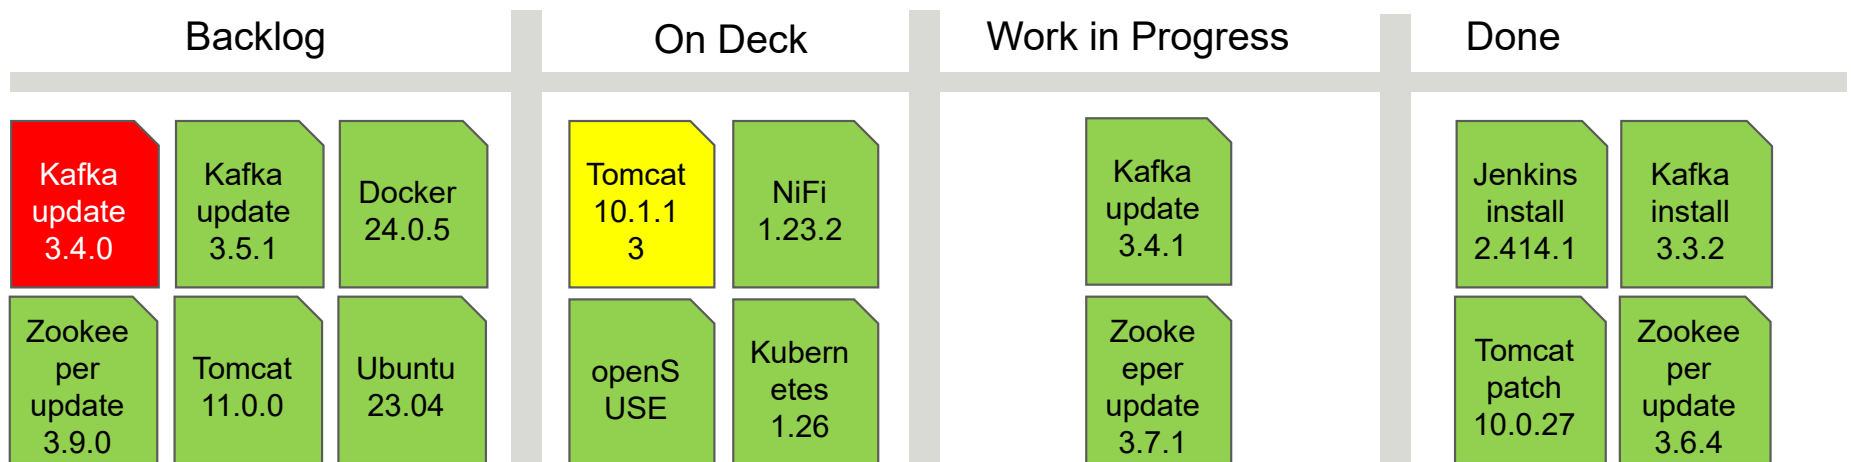 Backlog
On Deck
Work in Progress
Done
Kafka
update
3.4.0
Kafka
update
3.5.1
Docker
24.0.5
Tomcat
10.1.1
3
NiFi
1.23.2
Kafka
update
3.4.1
Jenkins
install
2.414.1
Kafka
install
3.3.2
Zookee
per
update
3.9.0
Tomcat
11.0.0
Ubuntu
23.04
openS
USE
Kubern
etes
1.26
Zooke
eper
update
3.7.1
Tomcat
patch
10.0.27
Zookee
per
update
3.6.4